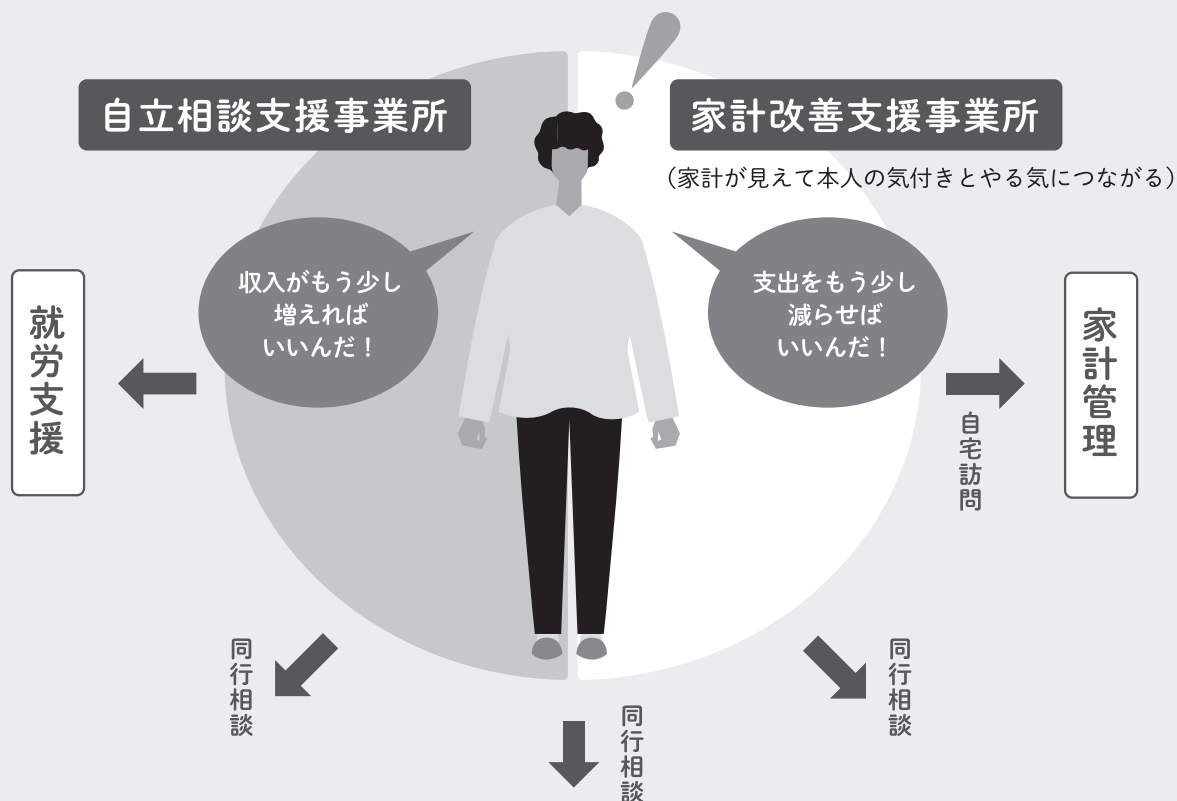 自立相談支援事業所
家計改善支援事業所
（家計が見えて本人の気付きとやる気につながる）
収入がもう少し
増えれば
いいんだ！
支出をもう少し
減らせば
いいんだ！
就労支援
家計管理
自宅訪問
同行相談
同行相談
同行相談